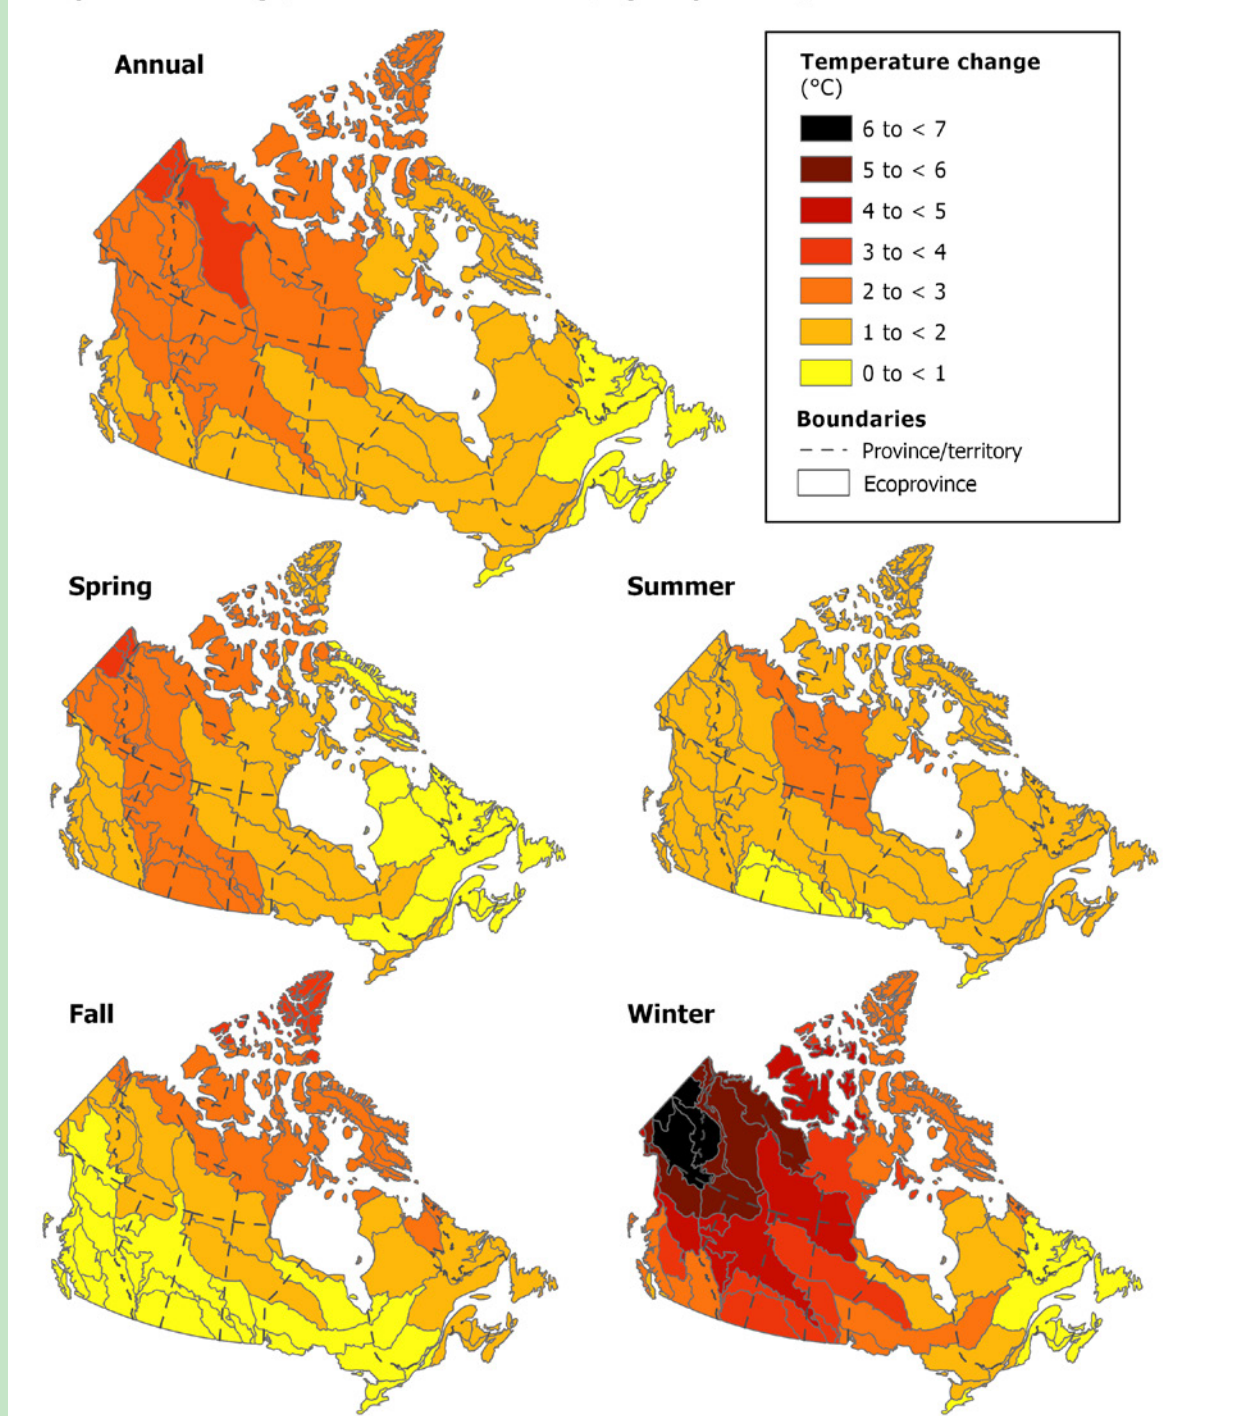 Annual
Temperature change
(°C)
6 to < 7
5 to < 6
4 to < 5
3 to < 4
2 to < 3
1 to < 2
0 to < 1
Boundaries
Province/territory
Ecoprovince
Spring
Summer
Fall
Winter